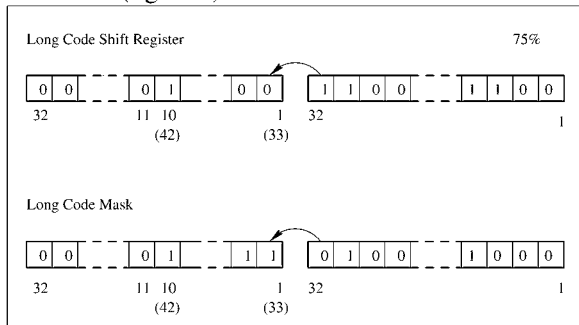 Long Code Shift Register 75%
0 0 0 1 0 0 1 1 0 0 1 1 0 0
32 11 10 1 32 1
(42) (33)
Long Code Mask
0 0 0 1 1 1 0 1 0 0 1 0 0 0
32 11 10 1 32 1
(42) (33)